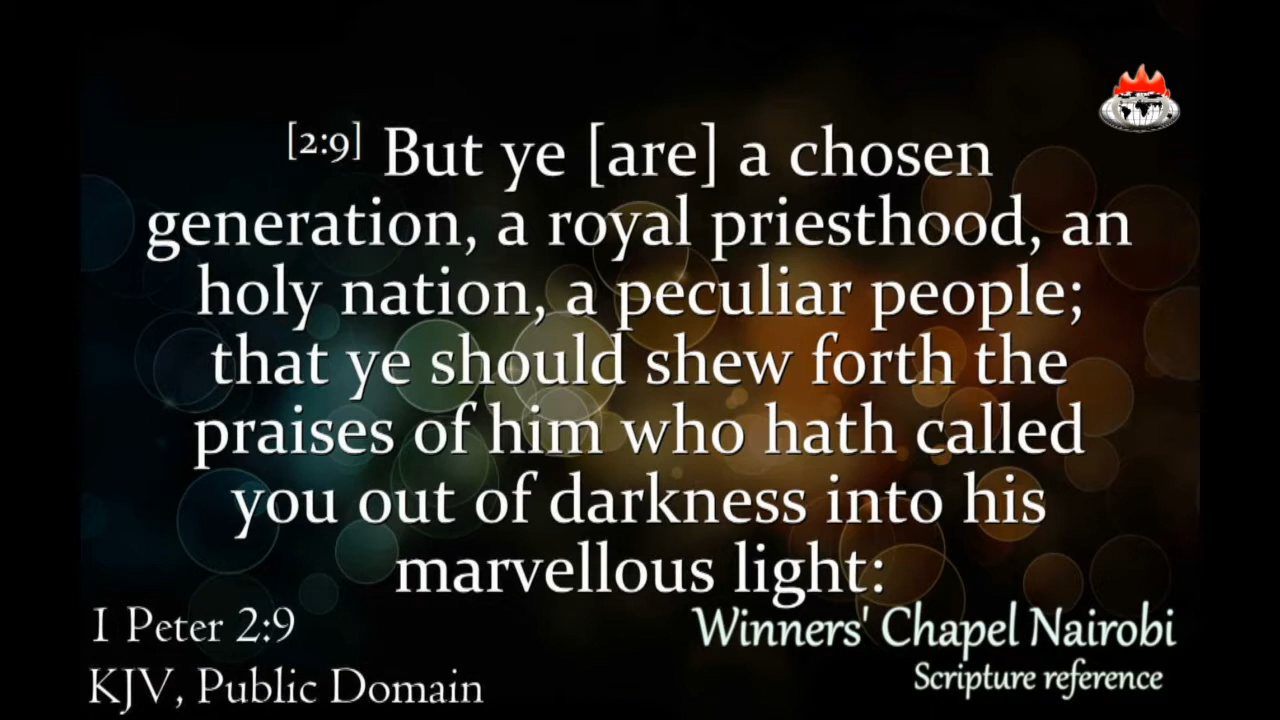 [2:9] But ye [are] a chosen
generation, a royal priesthood, an
holy nation, a peculiar people;
that ye should shew forth the
praises of him who hath called
you out of darkness into his
marvellous light:
1 Peter 2:9
KJV, Public Domain
Winners' Chapel Nairobi
Scripture reference